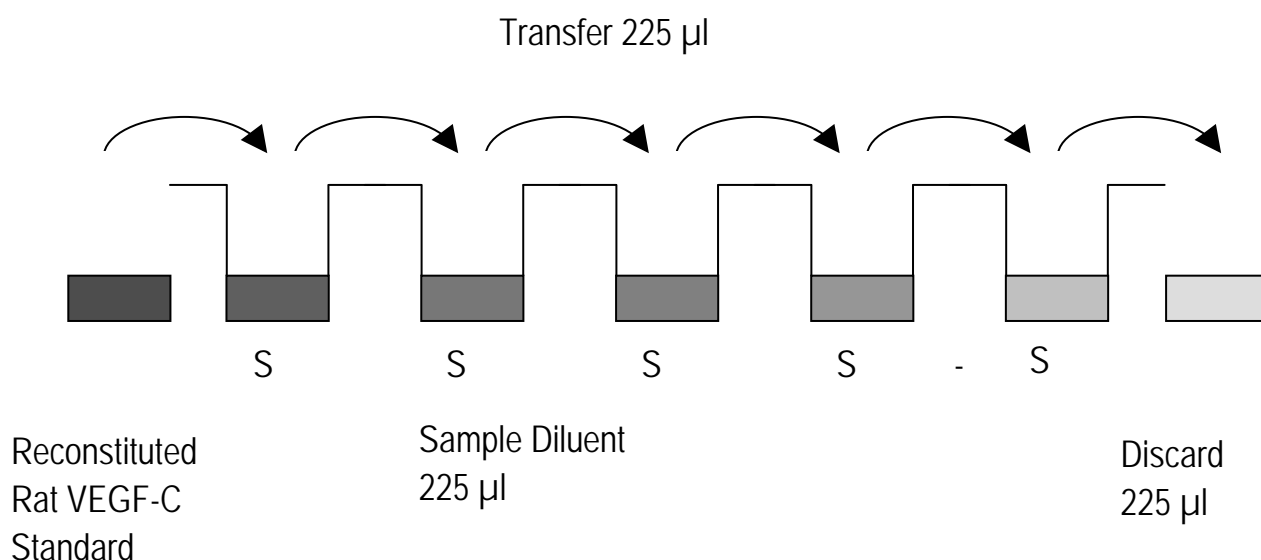 Transfer 225 µl
S S S S - S
Reconstituted
Rat VEGF-C
Standard
Sample Diluent
225 µl
Discard
225 µl